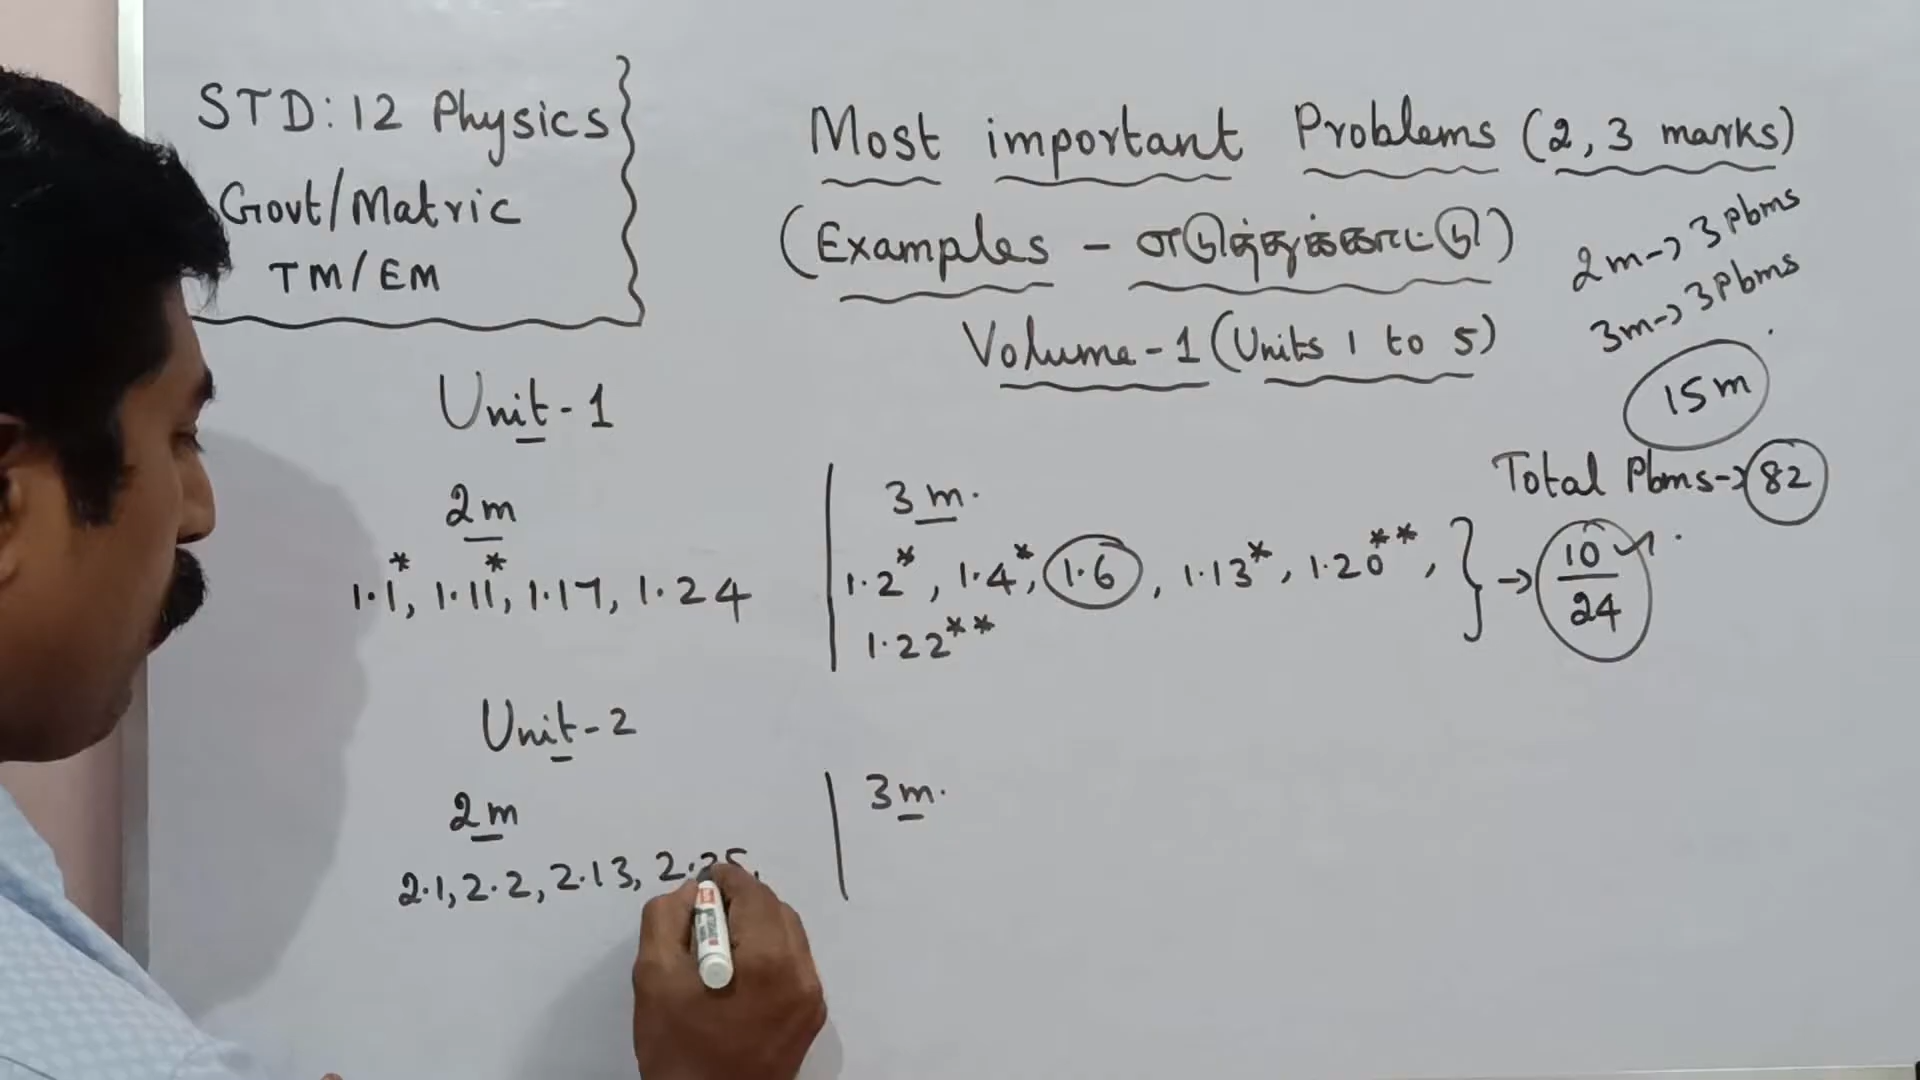 STD: 12 Physics
Govt/Matric
TM/EM
Most important Problems (2, 3 marks)
(Examples - எடுத்துக்காட்டு)
Volume-1 (Units 1 to 5)
2m→3 Pbms
3m→3 Pbms
15m
Total Pbms→82
Unit-1
2m
1.1*, 1.11*, 1.17, 1.24
3m.
1.2*, 1.4*, 1.6, 1.13*, 1.20**, } → 10/24 ✓.
1.22**
Unit-2
2m
2.1, 2.2, 2.13,
3m.